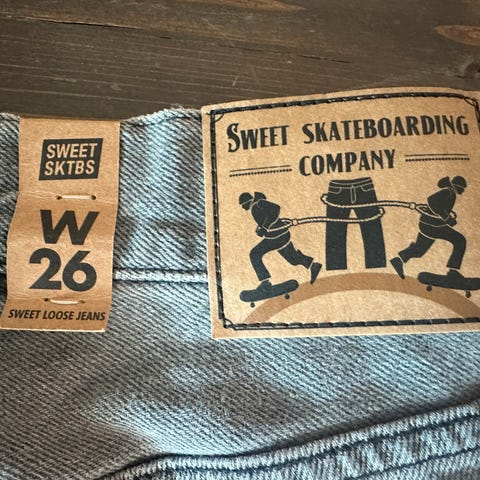 SWEET
SKTBS
W
26
SWEET LOOSE JEANS
SWEET SKATEBOARDING
COMPANY